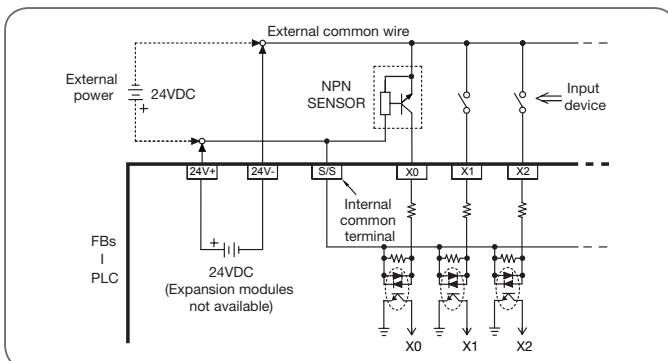 External common wire
External
power
24VDC
+
NPN
SENSOR
Input
device
24V+
24V-
S/S
X0
X1
X2
Internal
common
terminal
FBs
I
PLC
+
24VDC
(Expansion modules
not available)
X0
X1
X2